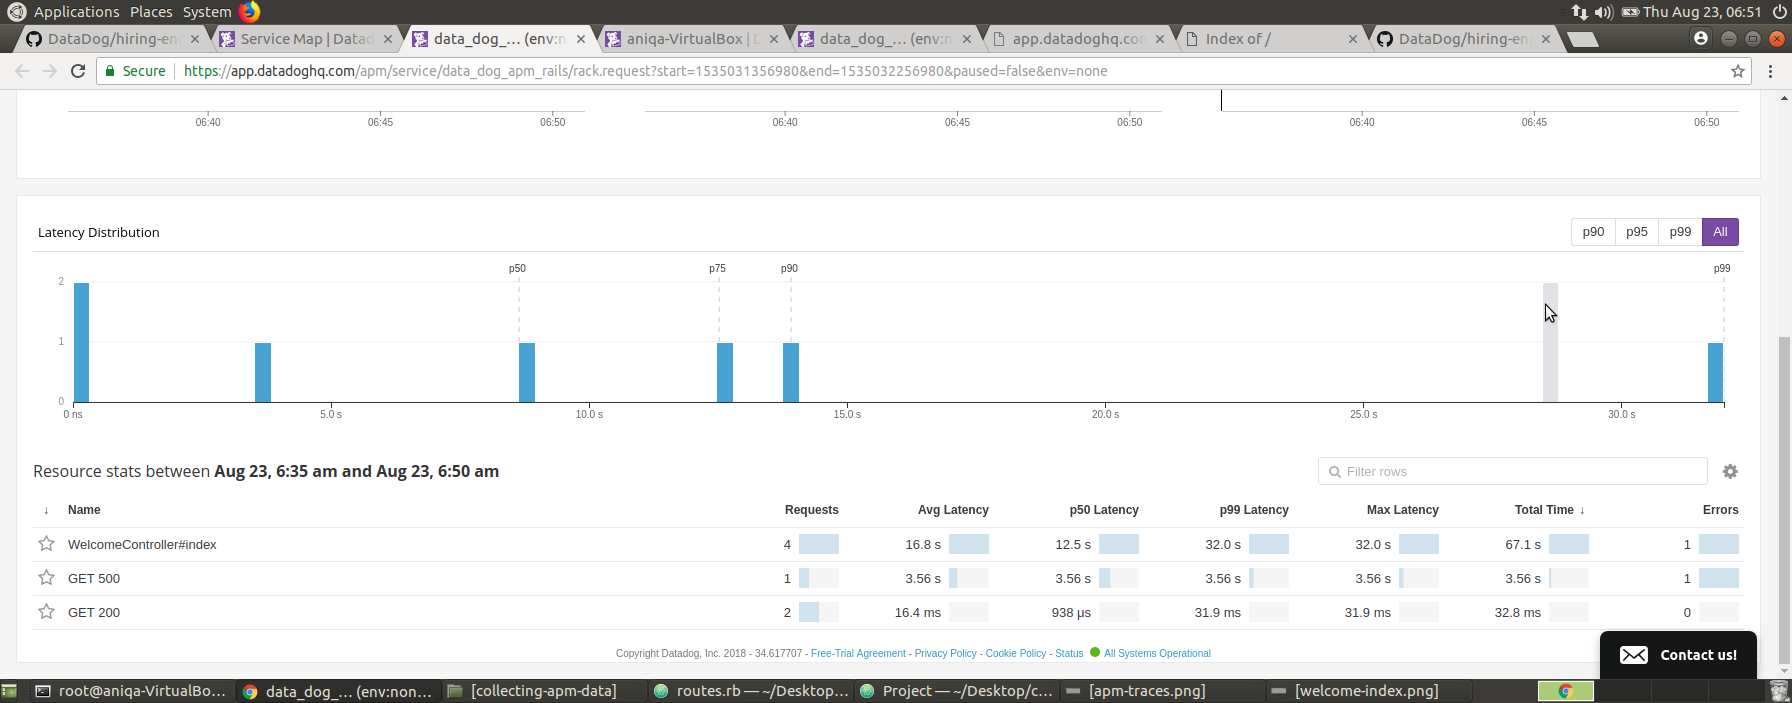 Applications Places System Thu Aug 23, 06:51
DataDog/hiring-en Service Map | Datad data_dog_... (env:n aniqa-VirtualBox | D data_dog_... (env:n app.datadoghq.con Index of / DataDog/hiring-en
Secure https://app.datadoghq.com/apm/service/data_dog_apm_rails/rack.request?start=1535031356980&end=1535032256980&paused=false&env=none
06:40 06:45 06:50 06:40 06:45 06:50 06:40 06:45 06:50
Latency Distribution p90 p95 p99 All
p50 p75 p90 p99
2
1
0
0 ns 5.0 s 10.0 s 15.0 s 20.0 s 25.0 s 30.0 s
Resource stats between Aug 23, 6:35 am and Aug 23, 6:50 am Filter rows
↓ Name Requests Avg Latency p50 Latency p99 Latency Max Latency Total Time ↓ Errors
WelcomeController#index 4 16.8 s 12.5 s 32.0 s 32.0 s 67.1 s 1
GET 500 1 3.56 s 3.56 s 3.56 s 3.56 s 3.56 s 1
GET 200 2 16.4 ms 938 µs 31.9 ms 31.9 ms 32.8 ms 0
Copyright Datadog, Inc. 2018 - 34.617707 - Free-Trial Agreement - Privacy Policy - Cookie Policy - Status All Systems Operational
Contact us!
root@aniqa-VirtualBo... data_dog_... (env:non... [collecting-apm-data] routes.rb — ~/Desktop... Project — ~/Desktop/c... [apm-traces.png] [welcome-index.png]